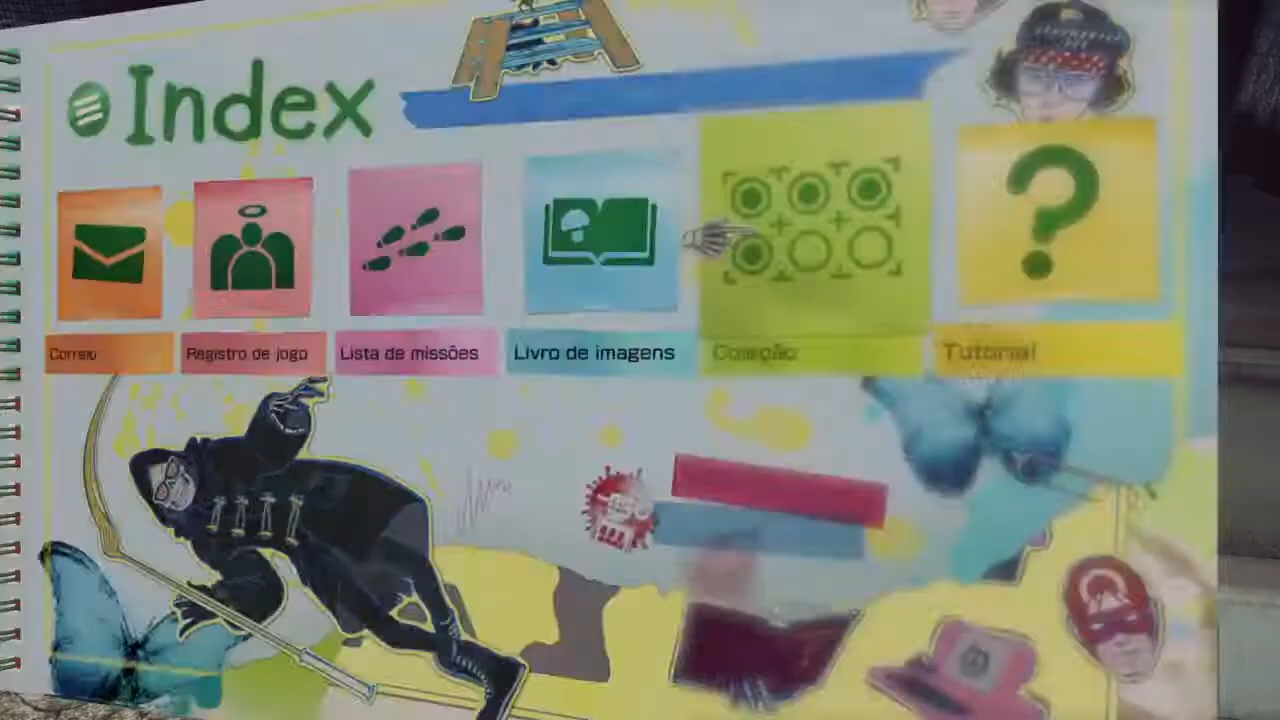 Index
Correio
Registro de jogo
Lista de missões
Livro de imagens
Coleção
Tutorial